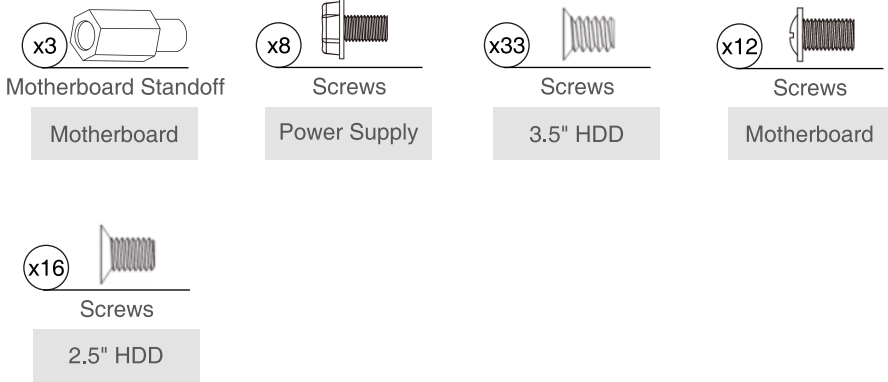 x3
Motherboard Standoff
Motherboard
x8
Screws
Power Supply
x33
Screws
3.5" HDD
x12
Screws
Motherboard
x16
Screws
2.5" HDD